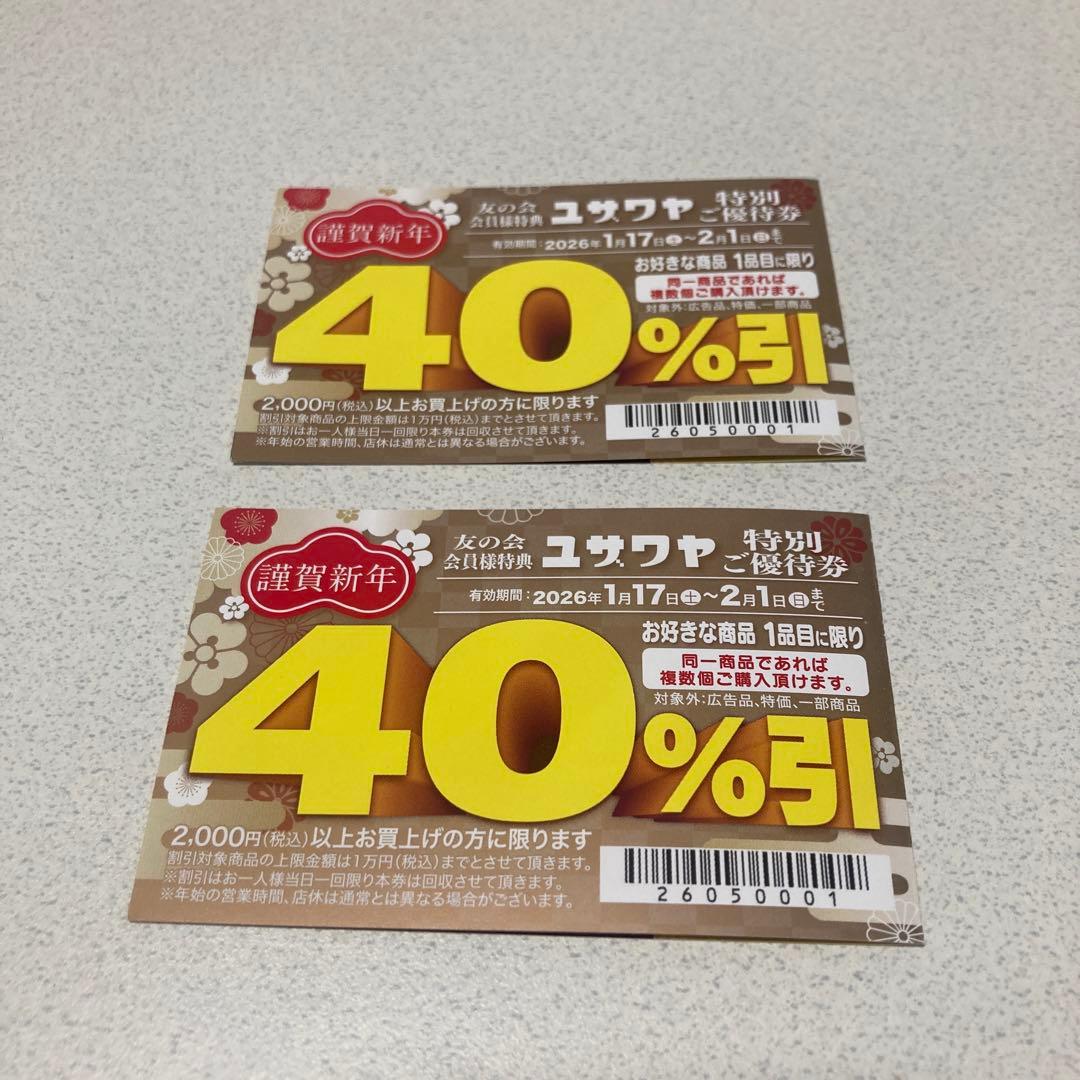 謹賀新年
友の会
会員様特典
ユザワヤ
特別
ご優待券
有効期間：2026年1月17日㊏～2月1日㊐まで
お好きな商品 1品目に限り
同一商品であれば
複数個ご購入頂けます。
対象外:広告品、特価、一部商品
40%引
2,000円(税込)以上お買上げの方に限ります
割引対象商品の上限金額は1万円(税込)までとさせて頂きます。
※割引はお一人様当日一回限り本券は回収させて頂きます。
※年始の営業時間、店休は通常とは異なる場合がございます。
26050001
謹賀新年
友の会
会員様特典
ユザワヤ
特別
ご優待券
有効期間：2026年1月17日㊏～2月1日㊐まで
お好きな商品 1品目に限り
同一商品であれば
複数個ご購入頂けます。
対象外:広告品、特価、一部商品
40%引
2,000円(税込)以上お買上げの方に限ります
割引対象商品の上限金額は1万円(税込)までとさせて頂きます。
※割引はお一人様当日一回限り本券は回収させて頂きます。
※年始の営業時間、店休は通常とは異なる場合がございます。
26050001